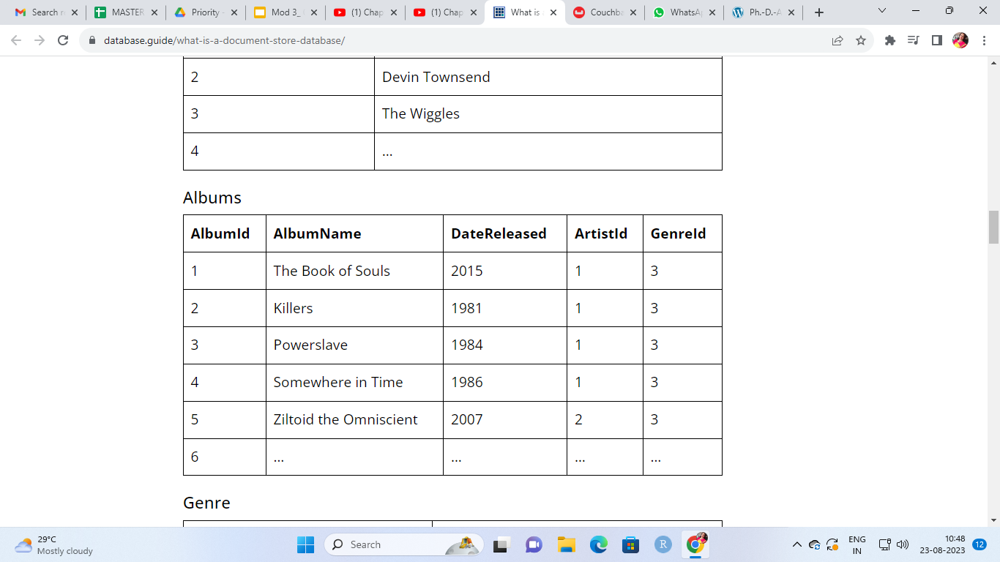 Search r
MASTER
Priority -
Mod 3_
(1) Chap
(1) Chap
What is
Couchba
WhatsA
Ph.-D.-A
database.guide/what-is-a-document-store-database/
2 Devin Townsend
3 The Wiggles
4 ...
Albums
AlbumId AlbumName DateReleased ArtistId GenreId
1 The Book of Souls 2015 1 3
2 Killers 1981 1 3
3 Powerslave 1984 1 3
4 Somewhere in Time 1986 1 3
5 Ziltoid the Omniscient 2007 2 3
6 ... ... ... ...
Genre
29°C
Mostly cloudy
Search
R
ENG
IN
10:48
23-08-2023
12